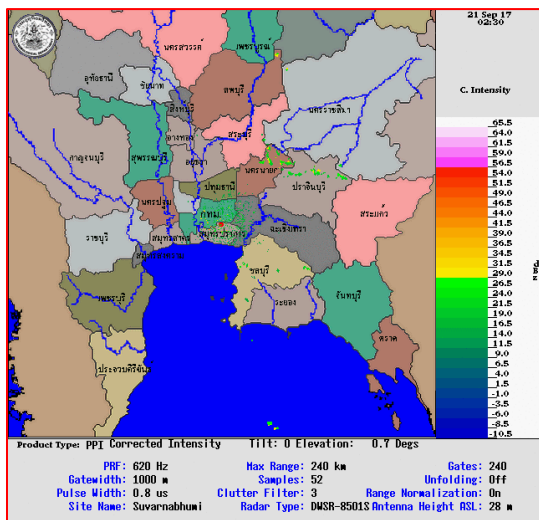 21 Sep 17
02:30
C. Intensity
65.5
64.0
61.5
59.0
56.5
54.0
51.5
49.0
46.5
44.0
41.5
39.0
36.5
34.0
31.5
29.0
26.5
24.0
21.5
19.0
16.5
14.0
11.5
9.0
6.5
4.0
1.5
-1.0
-3.5
-6.0
-8.5
-10.5
นครสวรรค์
เพชรบูรณ์
อุทัยธานี
ชัยนาท
สิงห์บุรี
ลพบุรี
นครราชสีมา
อ่างทอง
สระบุรี
กาญจนบุรี
สุพรรณบุรี
อยุธยา
นครนายก
ปราจีนบุรี
ปทุมธานี
นครปฐม
กทม.
สระแก้ว
ราชบุรี
สมุทรสาคร
สมุทรปราการ
ฉะเชิงเทรา
สมุทรสงคราม
ชลบุรี
เพชรบุรี
ระยอง
จันทบุรี
ตราด
ประจวบคีรีขันธ์
Product Type: PPI Corrected Intensity Tilt: 0 Elevation: 0.7 Degs
PRF: 620 Hz Max Range: 240 km Gates: 240
Gatewidth: 1000 m Samples: 52 Unfolding: Off
Pulse Width: 0.8 us Clutter Filter: 3 Range Normalization: On
Site Name: Suvarnabhumi Radar Type: DWSR-8501S Antenna Height ASL: 28 m